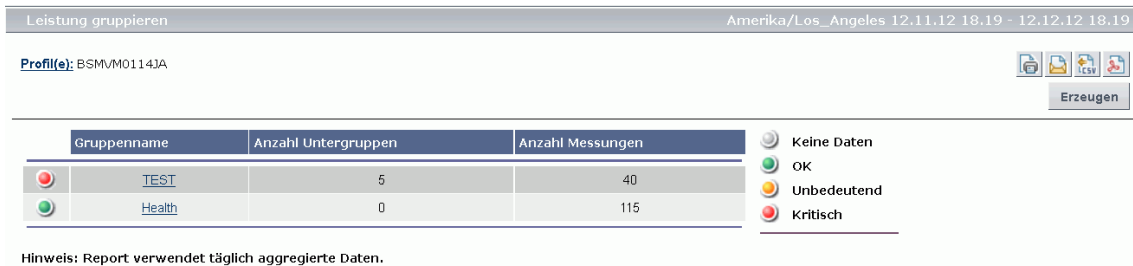 Leistung gruppieren Amerika/Los_Angeles 12.11.12 18.19 - 12.12.12 18.19
Profil(e): BSMVM0114JA
CSV
Erzeugen
Gruppenname Anzahl Untergruppen Anzahl Messungen
TEST 5 40
Health 0 115
Keine Daten
OK
Unbedeutend
Kritisch
Hinweis: Report verwendet täglich aggregierte Daten.